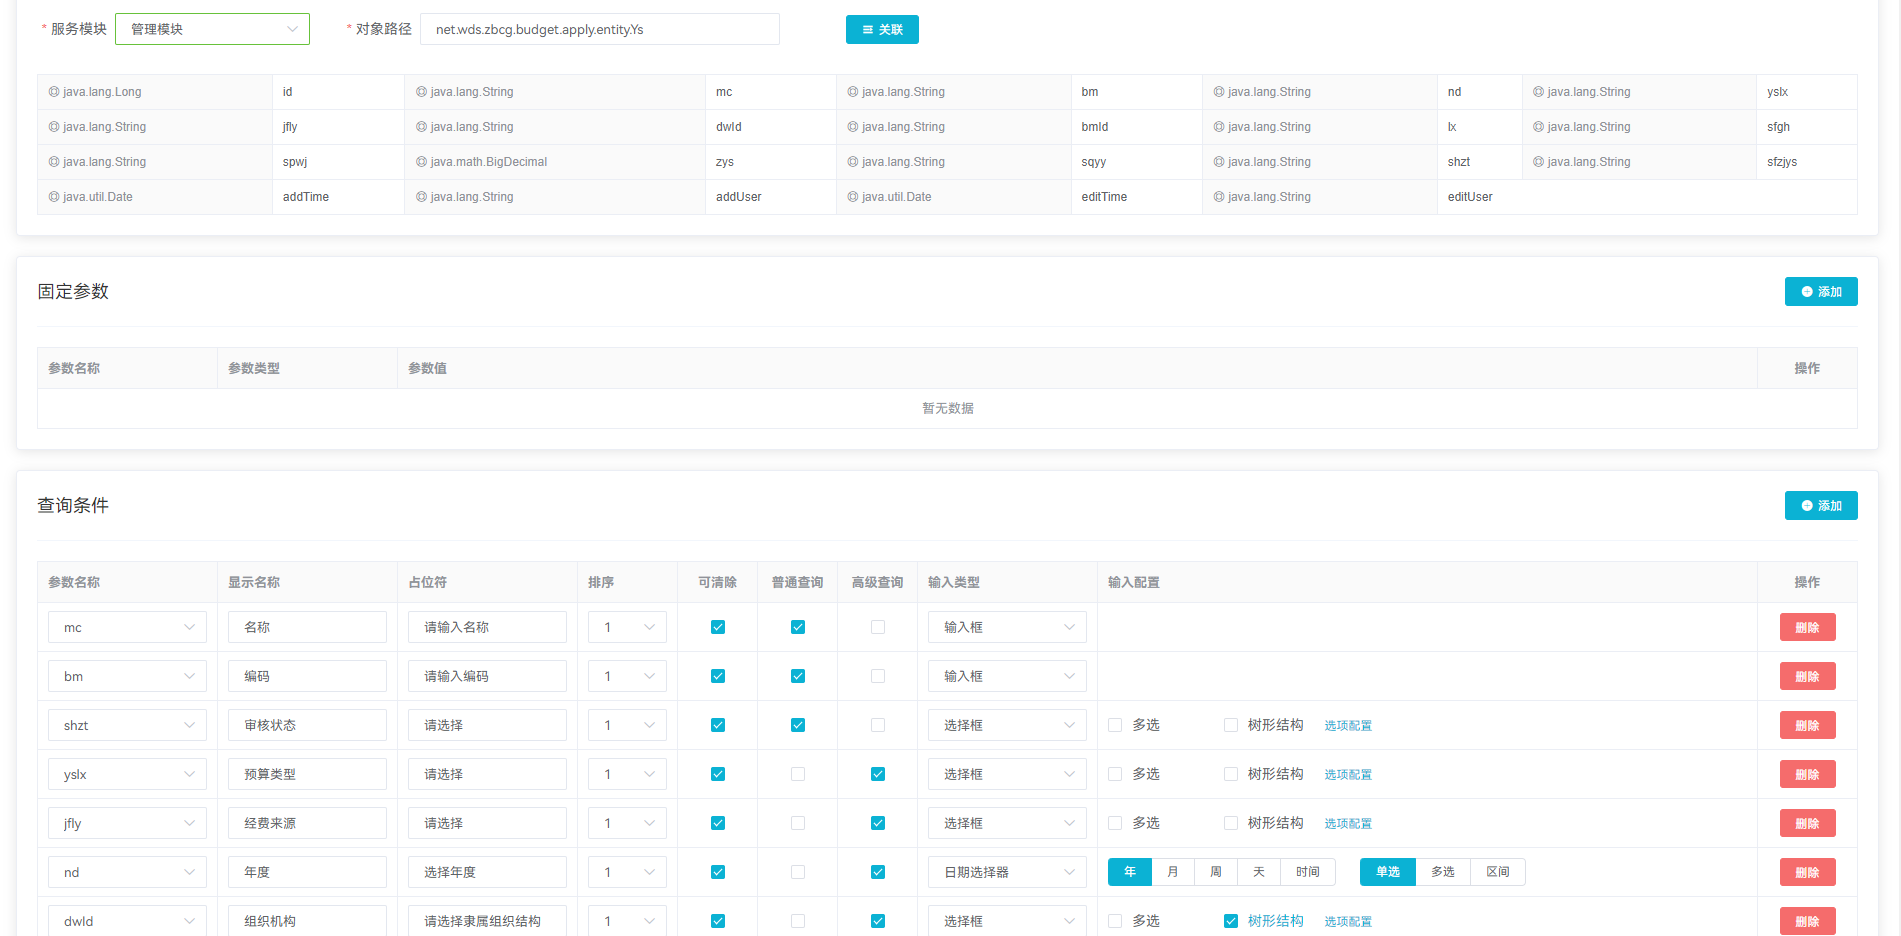 * 服务模块 管理模块 * 对象路径 net.wds.zbcg.budget.apply.entity.Ys 关联
java.lang.Long id java.lang.String mc java.lang.String bm java.lang.String nd java.lang.String yslx
java.lang.String jfly java.lang.String dwId java.lang.String bmId java.lang.String lx java.lang.String sfgh
java.lang.String spwj java.math.BigDecimal zys java.lang.String sqyy java.lang.String shzt java.lang.String sfzjys
java.util.Date addTime java.lang.String addUser java.util.Date editTime java.lang.String editUser
固定参数 添加
参数名称 参数类型 参数值 操作
暂无数据
查询条件 添加
参数名称 显示名称 占位符 排序 可清除 普通查询 高级查询 输入类型 输入配置 操作
mc 名称 请输入名称 1 输入框 删除
bm 编码 请输入编码 1 输入框 删除
shzt 审核状态 请选择 1 选择框 多选 树形结构 选项配置 删除
yslx 预算类型 请选择 1 选择框 多选 树形结构 选项配置 删除
jfly 经费来源 请选择 1 选择框 多选 树形结构 选项配置 删除
nd 年度 选择年度 1 日期选择器 年 月 周 天 时间 单选 多选 区间 删除
dwId 组织机构 请选择隶属组织结构 1 选择框 多选 树形结构 选项配置 删除